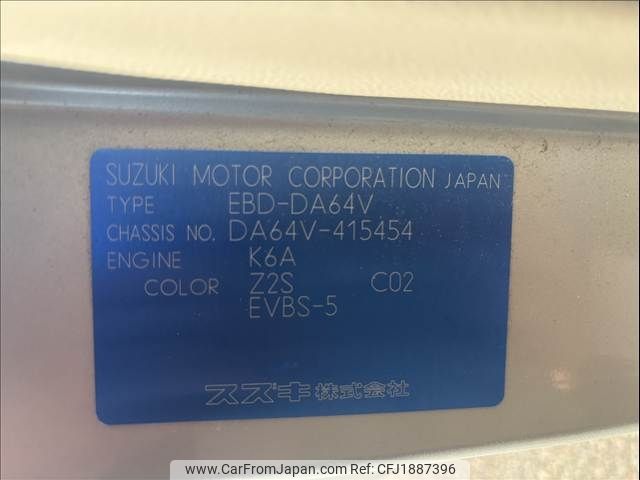 SUZUKI MOTOR CORPORATION JAPAN
TYPE EBD-DA64V
CHASSIS NO. DA64V-415454
ENGINE K6A
COLOR Z2S C02
EVBS-5
スズキ株式会社
www.CarFromJapan.com Ref No: CFJ1887396